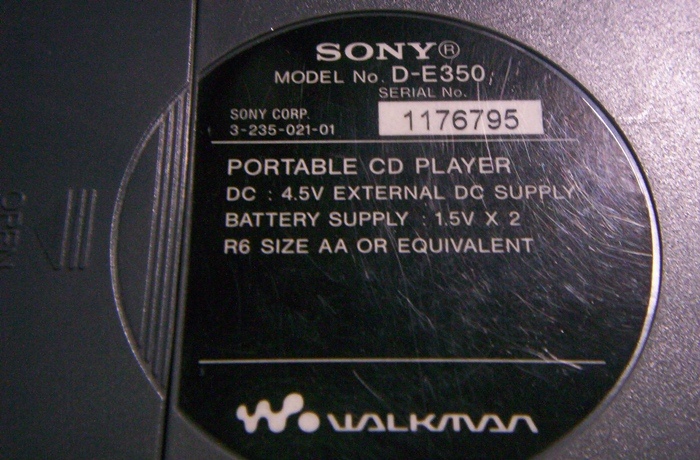 SONY®
MODEL No. D-E350
SERIAL No.
SONY CORP.
3-235-021-01
1176795
PORTABLE CD PLAYER
DC : 4.5V EXTERNAL DC SUPPLY
BATTERY SUPPLY : 1.5V X 2
R6 SIZE AA OR EQUIVALENT
WALKMAN
OPEN